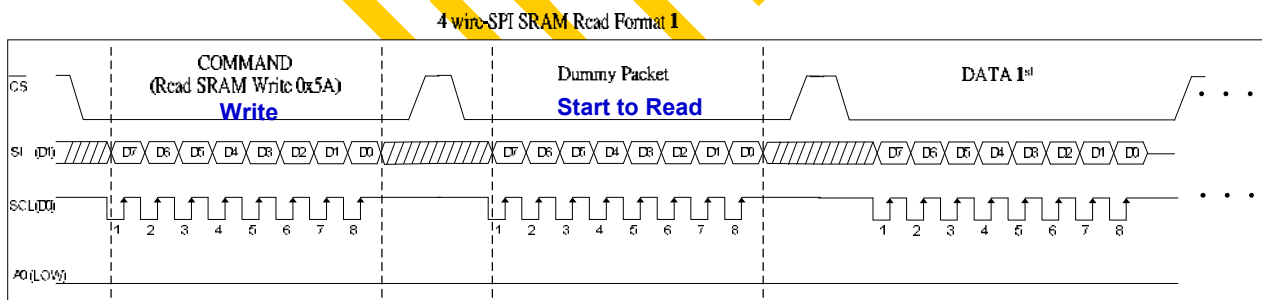 4 wire-SPI SRAM Read Format 1
COMMAND
(Read SRAM Write 0x5A)
Write
Dummy Packet
Start to Read
DATA 1st
CS
SI (D1) D7 D6 D5 D4 D3 D2 D1 D0 D7 D6 D5 D4 D3 D2 D1 D0 D7 D6 D5 D4 D3 D2 D1 D0
SCL(D0)
1 2 3 4 5 6 7 8 1 2 3 4 5 6 7 8 1 2 3 4 5 6 7 8
A0 (LOW)